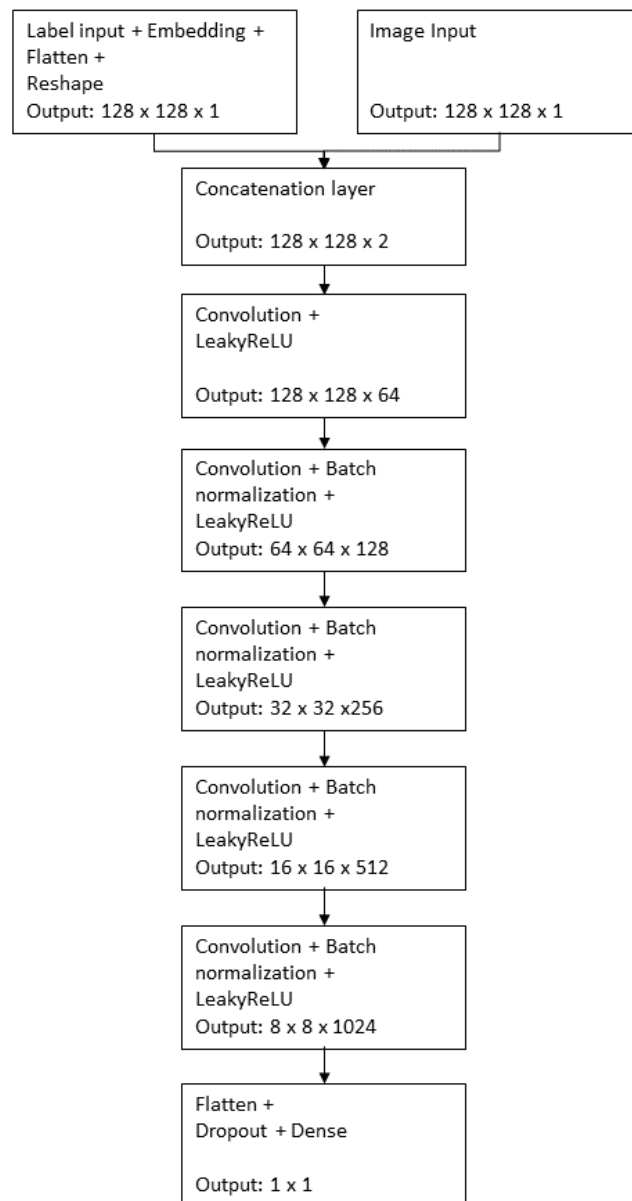 Label input + Embedding +
Flatten +
Reshape
Output: 128 x 128 x 1
Image Input
Output: 128 x 128 x 1
Concatenation layer
Output: 128 x 128 x 2
Convolution +
LeakyReLU
Output: 128 x 128 x 64
Convolution + Batch
normalization +
LeakyReLU
Output: 64 x 64 x 128
Convolution + Batch
normalization +
LeakyReLU
Output: 32 x 32 x256
Convolution + Batch
normalization +
LeakyReLU
Output: 16 x 16 x 512
Convolution + Batch
normalization +
LeakyReLU
Output: 8 x 8 x 1024
Flatten +
Dropout + Dense
Output: 1 x 1